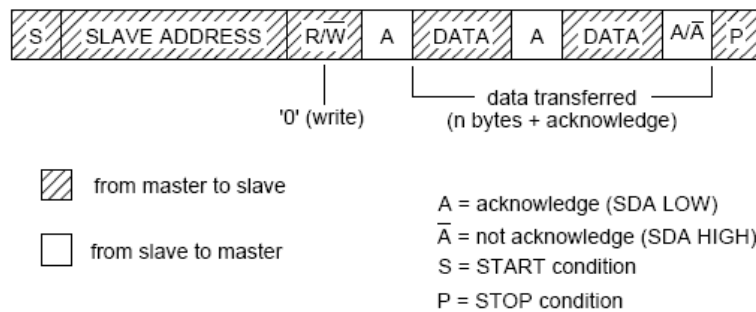 S SLAVE ADDRESS R/W̅ A DATA A DATA A/A̅ P
'0' (write)
data transferred
(n bytes + acknowledge)
from master to slave
from slave to master
A = acknowledge (SDA LOW)
A̅ = not acknowledge (SDA HIGH)
S = START condition
P = STOP condition